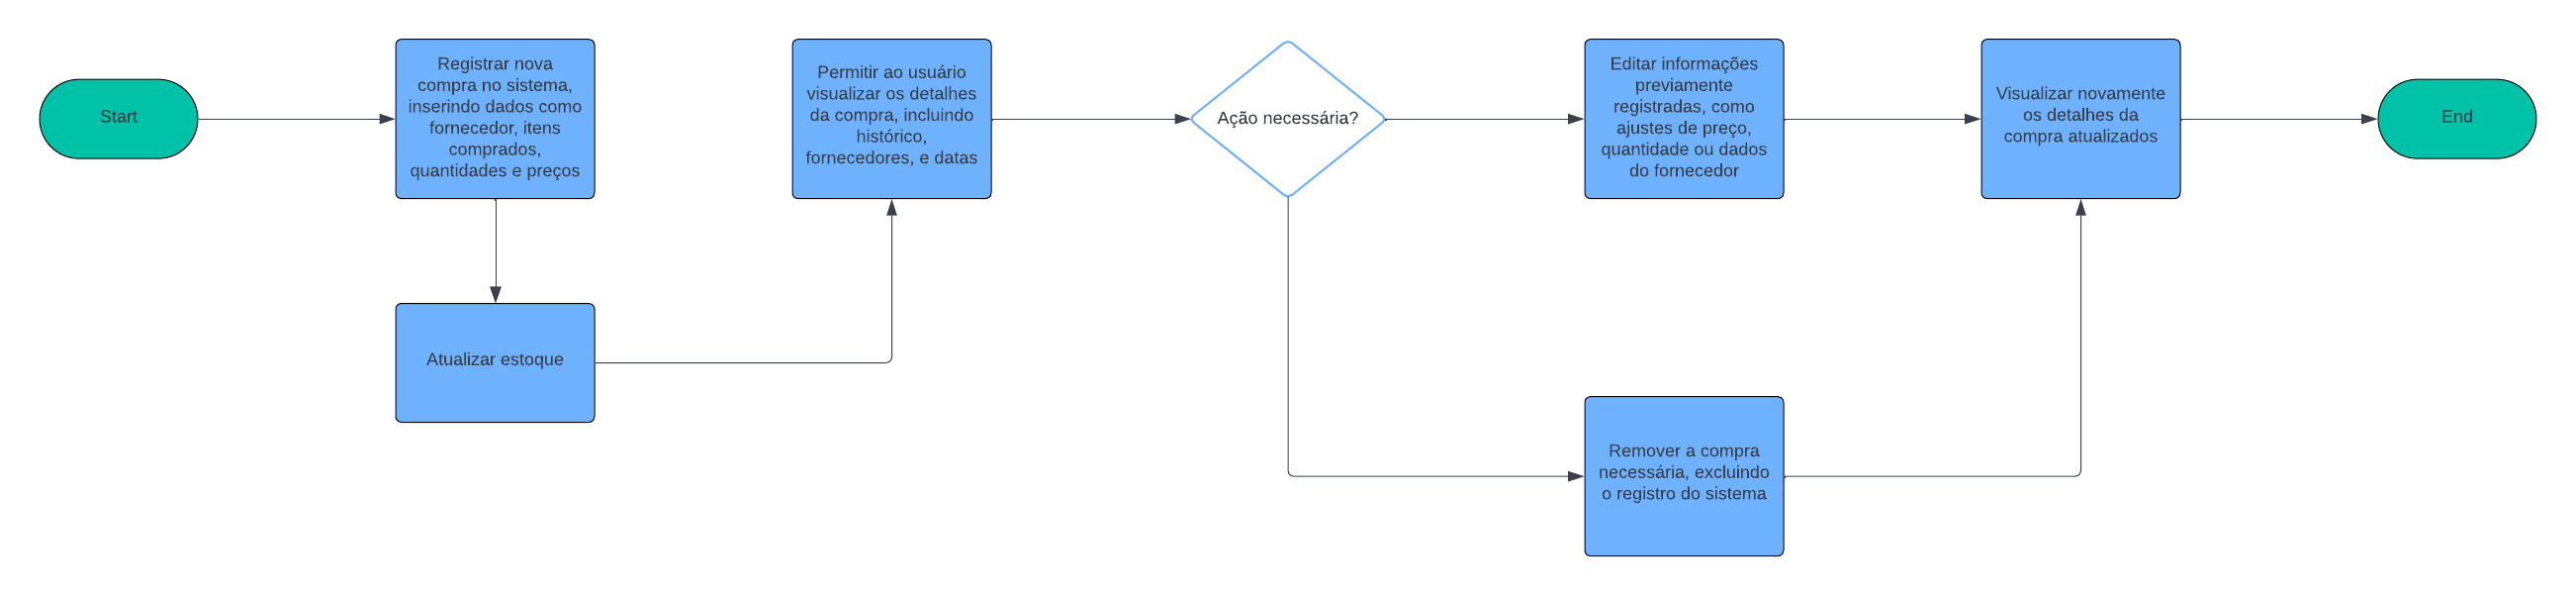 Start
Registrar nova
compra no sistema,
inserindo dados como
fornecedor, itens
comprados,
quantidades e preços
Atualizar estoque
Permitir ao usuário
visualizar os detalhes
da compra, incluindo
histórico,
fornecedores, e datas
Ação necessária?
Editar informações
previamente
registradas, como
ajustes de preço,
quantidade ou dados
do fornecedor
Remover a compra
necessária, excluindo
o registro do sistema
Visualizar novamente
os detalhes da
compra atualizados
End